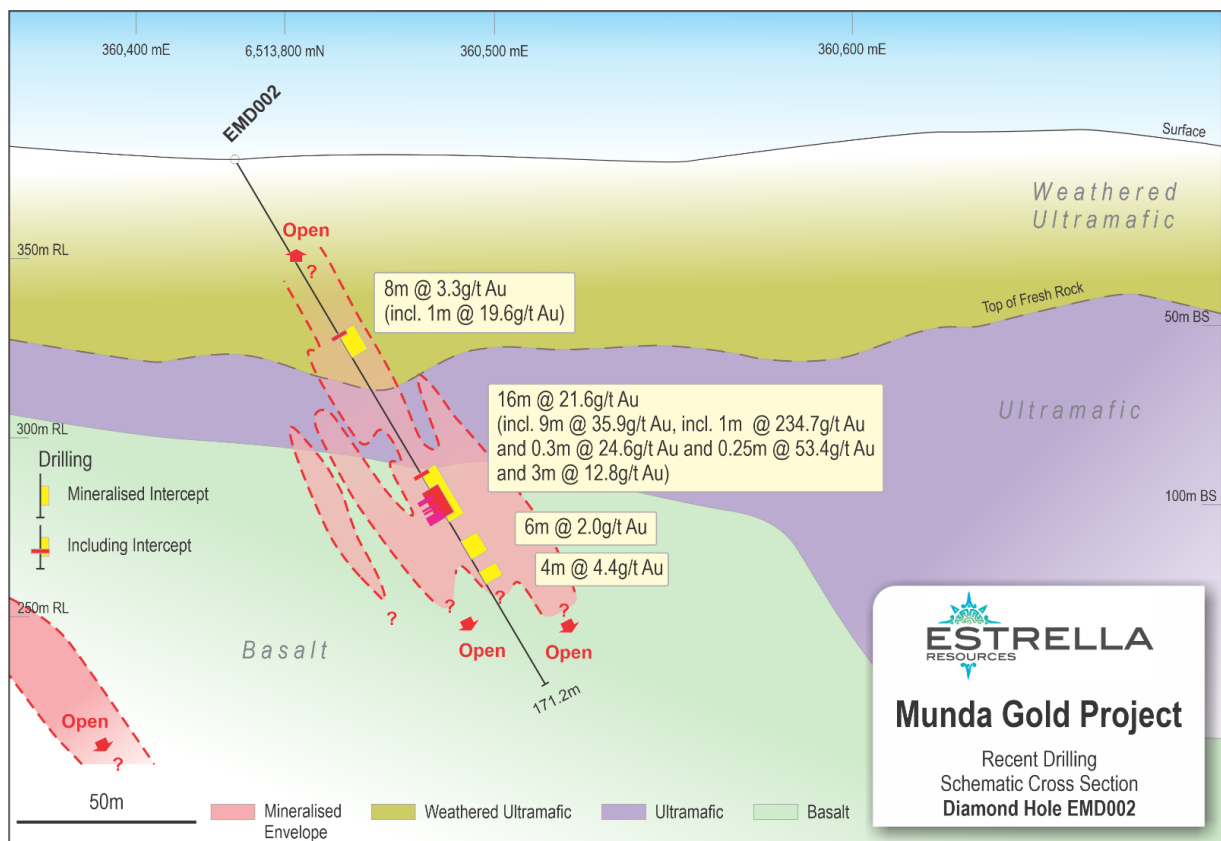 360,400 mE
6,513,800 mN
360,500 mE
360,600 mE
EMD002
Surface
Weathered
Ultramafic
Open
?
350m RL
8m @ 3.3g/t Au
(incl. 1m @ 19.6g/t Au)
Top of Fresh Rock
50m BS
16m @ 21.6g/t Au
(incl. 9m @ 35.9g/t Au, incl. 1m @ 234.7g/t Au
and 0.3m @ 24.6g/t Au and 0.25m @ 53.4g/t Au
and 3m @ 12.8g/t Au)
Ultramafic
300m RL
Drilling
Mineralised Intercept
Including Intercept
100m BS
6m @ 2.0g/t Au
4m @ 4.4g/t Au
250m RL
?
?
?
?
Open
Open
Basalt
171.2m
Open
?
ESTRELLA
RESOURCES
Munda Gold Project
Recent Drilling
Schematic Cross Section
Diamond Hole EMD002
50m
Mineralised
Envelope
Weathered Ultramafic
Ultramafic
Basalt